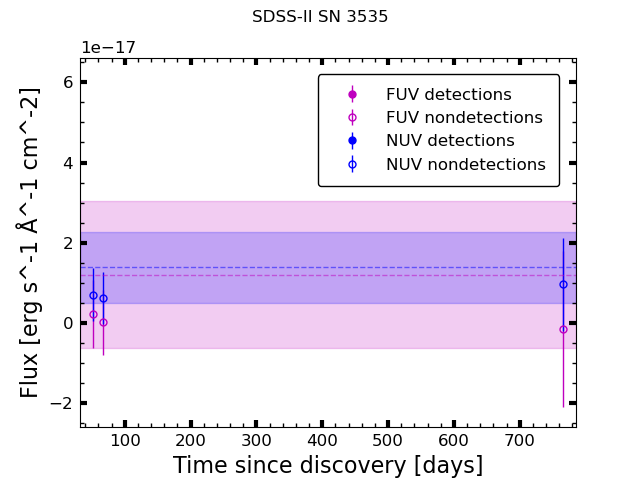 SDSS-II SN 3535
1e−17
6
4
2
0
−2
Flux [erg s^-1 Å^-1 cm^-2]
FUV detections
FUV nondetections
NUV detections
NUV nondetections
100 200 300 400 500 600 700
Time since discovery [days]